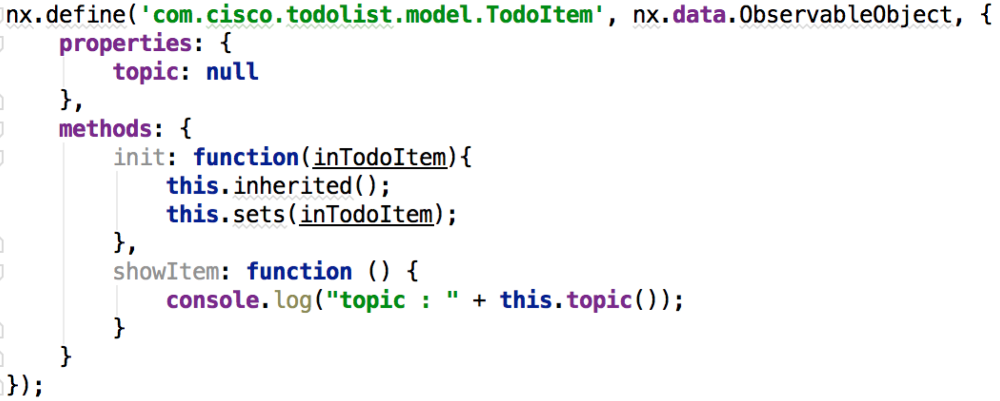 nx.define('com.cisco.todolist.model.TodoItem', nx.data.ObservableObject, {
    properties: {
        topic: null
    },
    methods: {
        init: function(inTodoItem){
            this.inherited();
            this.sets(inTodoItem);
        },
        showItem: function () {
            console.log("topic : " + this.topic());
        }
    }
});